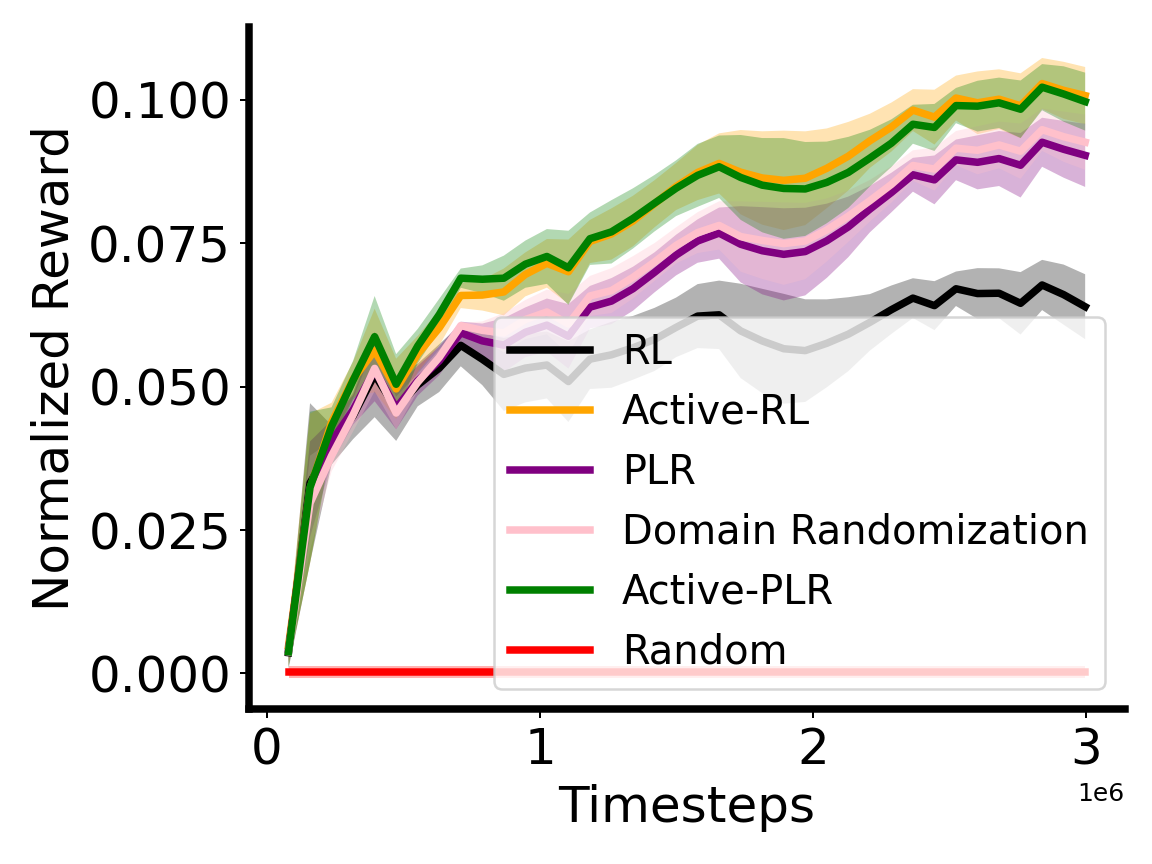 Normalized Reward
0.100
0.075
0.050
0.025
0.000
RL
Active-RL
PLR
Domain Randomization
Active-PLR
Random
0
1
2
3
1e6
Timesteps